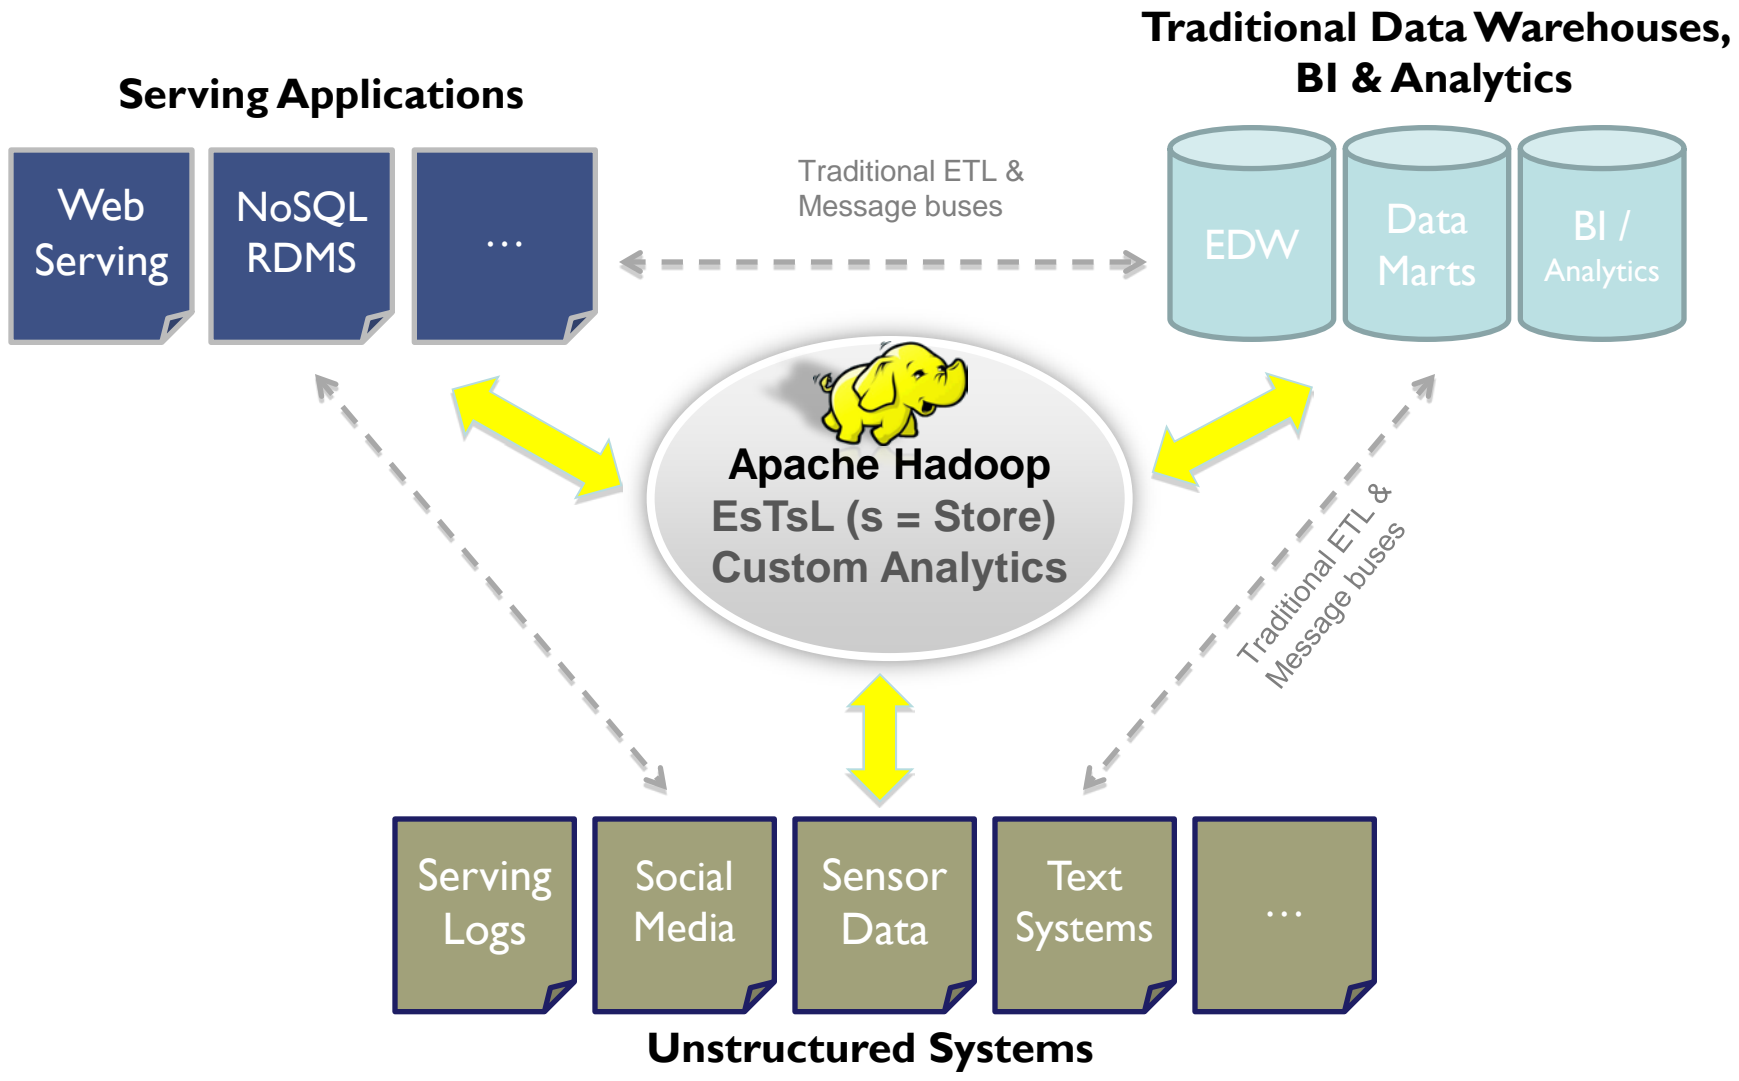 Traditional Data Warehouses,
BI & Analytics
Serving Applications
Web
Serving
NoSQL
RDMS
...
Traditional ETL &
Message buses
EDW
Data
Marts
BI /
Analytics
Apache Hadoop
EsTsL (s = Store)
Custom Analytics
Traditional ETL &
Message buses
Serving
Logs
Social
Media
Sensor
Data
Text
Systems
...
Unstructured Systems